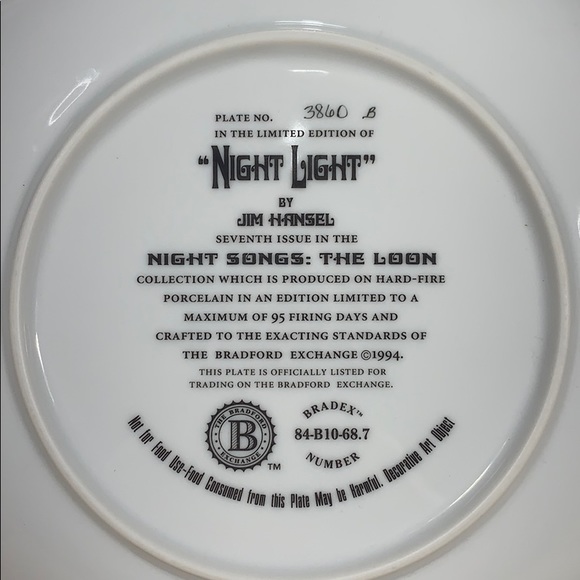 PLATE NO. 3860 B
IN THE LIMITED EDITION OF
"NIGHT LIGHT"
BY
JIM HANSEL
SEVENTH ISSUE IN THE
NIGHT SONGS: THE LOON
COLLECTION WHICH IS PRODUCED ON HARD-FIRE
PORCELAIN IN AN EDITION LIMITED TO A
MAXIMUM OF 95 FIRING DAYS AND
CRAFTED TO THE EXACTING STANDARDS OF
THE BRADFORD EXCHANGE ©1994.
THIS PLATE IS OFFICIALLY LISTED FOR
TRADING ON THE BRADFORD EXCHANGE.
THE BRADFORD
B
EXCHANGE
TM
BRADEX™
84-B10-68.7
NUMBER
Not for Food Use-Food Consumed from this Plate May be Harmful. Decorative Art Object